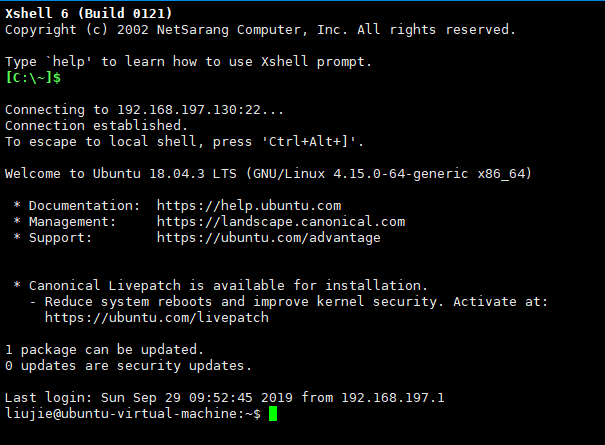 Xshell 6 (Build 0121)
Copyright (c) 2002 NetSarang Computer, Inc. All rights reserved.
Type `help' to learn how to use Xshell prompt.
[C:\~]$
Connecting to 192.168.197.130:22...
Connection established.
To escape to local shell, press 'Ctrl+Alt+]'.
Welcome to Ubuntu 18.04.3 LTS (GNU/Linux 4.15.0-64-generic x86_64)
* Documentation:  https://help.ubuntu.com
* Management:     https://landscape.canonical.com
* Support:        https://ubuntu.com/advantage
* Canonical Livepatch is available for installation.
- Reduce system reboots and improve kernel security. Activate at:
https://ubuntu.com/livepatch
1 package can be updated.
0 updates are security updates.
Last login: Sun Sep 29 09:52:45 2019 from 192.168.197.1
liujie@ubuntu-virtual-machine:~$